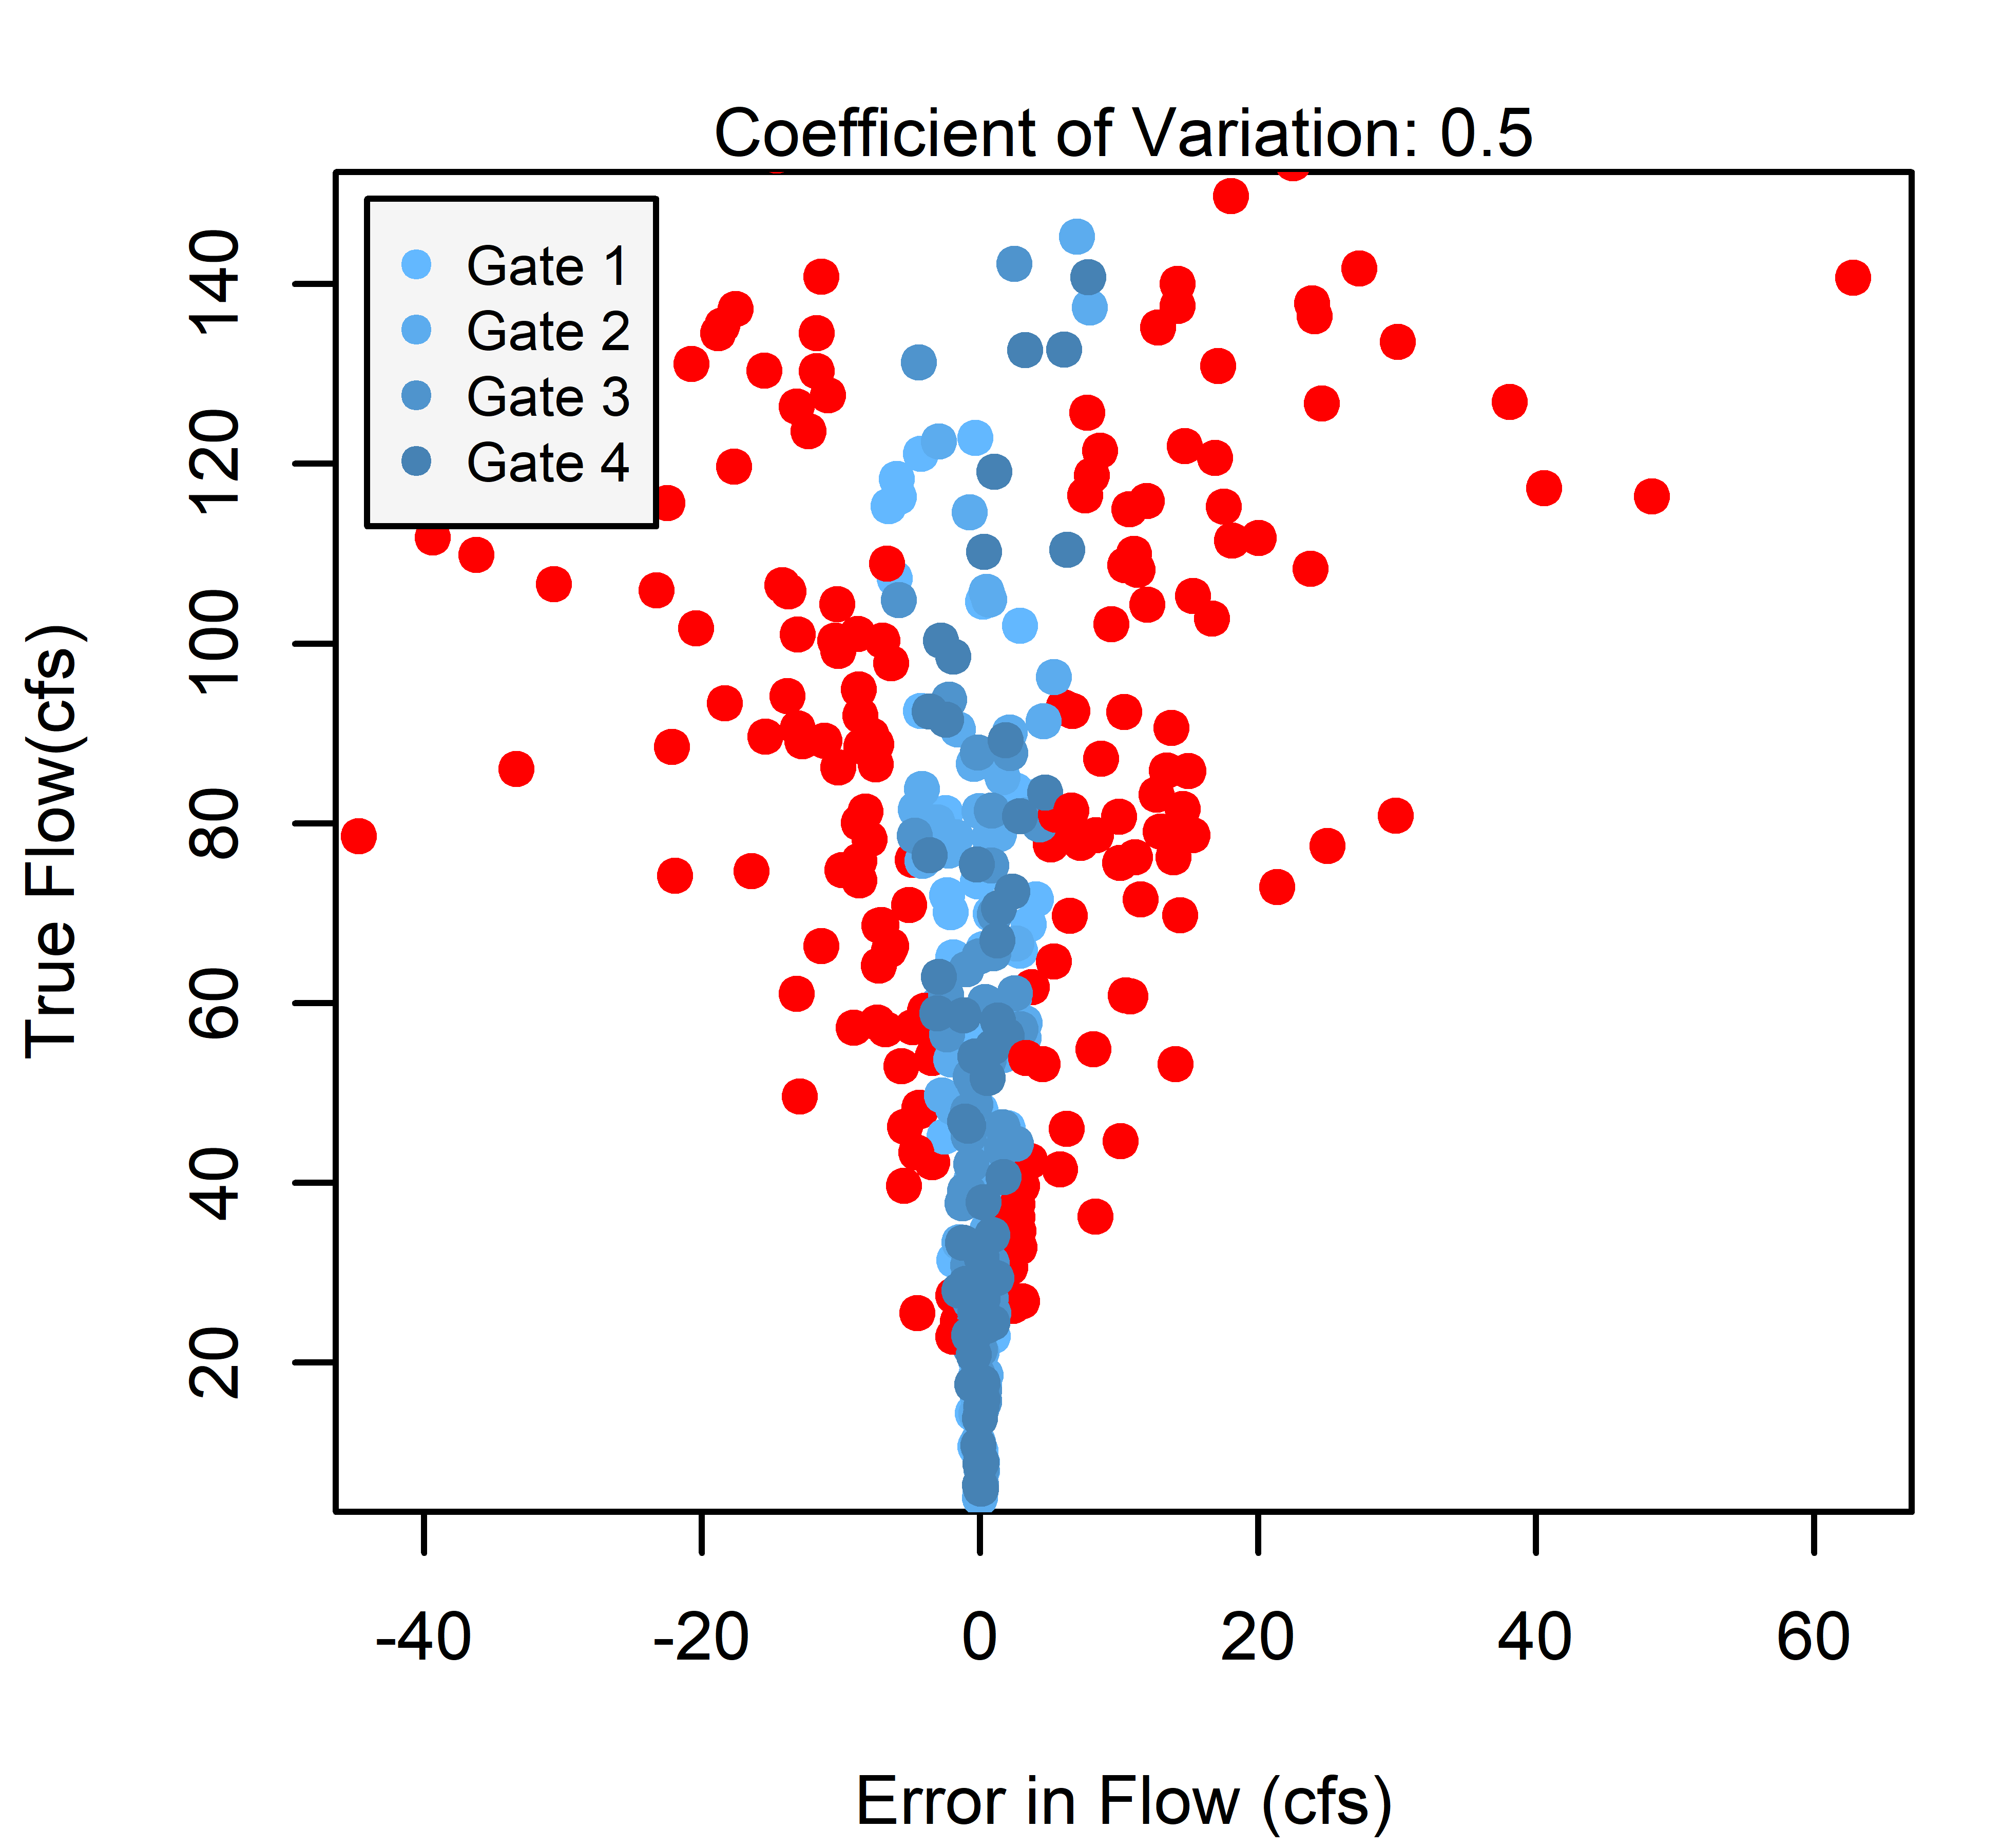 Coefficient of Variation: 0.5
Gate 1
Gate 2
Gate 3
Gate 4
True Flow(cfs)
140
120
100
80
60
40
20
-40 -20 0 20 40 60
Error in Flow (cfs)